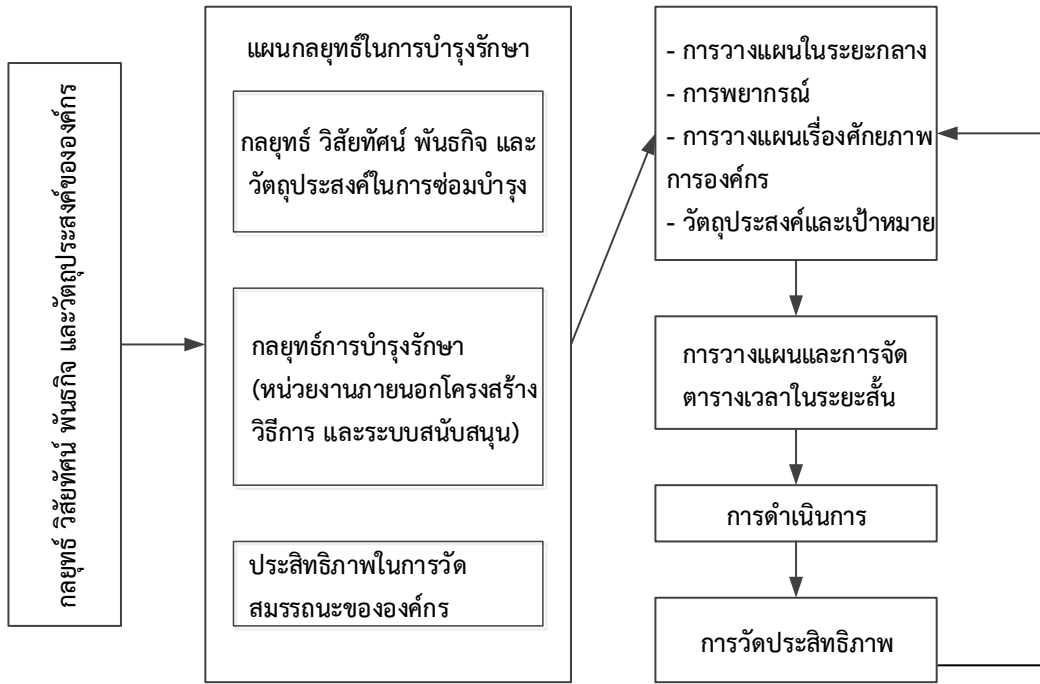 กลยุทธ์ วิสัยทัศน์ พันธกิจ และวัตถุประสงค์ขององค์กร
แผนกลยุทธ์ในการบำรุงรักษา
กลยุทธ์ วิสัยทัศน์ พันธกิจ และ
วัตถุประสงค์ในการซ่อมบำรุง
กลยุทธ์การบำรุงรักษา
(หน่วยงานภายนอกโครงสร้าง
วิธีการ และระบบสนับสนุน)
ประสิทธิภาพในการวัด
สมรรถนะขององค์กร
- การวางแผนในระยะกลาง
- การพยากรณ์
- การวางแผนเรื่องศักยภาพ
การองค์กร
- วัตถุประสงค์และเป้าหมาย
การวางแผนและการจัด
ตารางเวลาในระยะสั้น
การดำเนินการ
การวัดประสิทธิภาพ